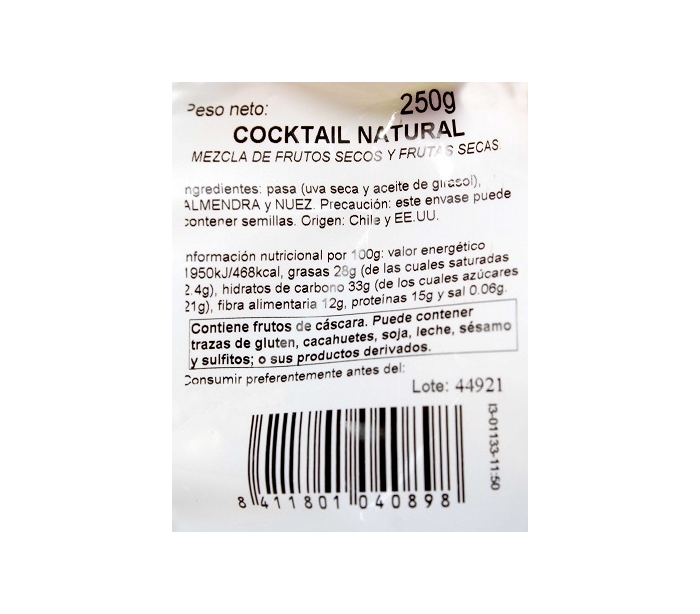 Peso neto: 250g
COCKTAIL NATURAL
MEZCLA DE FRUTOS SECOS Y FRUTAS SECAS
ngredientes: pasa (uva seca y aceite de girasol),
ALMENDRA y NUEZ. Precaución: este envase puede
contener semillas. Origen: Chile y EE.UU.
nformación nutricional por 100g: valor energético
1950kJ/468kcal, grasas 28g (de las cuales saturadas
2.4g), hidratos de carbono 33g (de los cuales azúcares
21g), fibra alimentaria 12g, proteinas 15g y sal 0.06g.
Contiene frutos de cáscara. Puede contener
trazas de gluten, cacahuetes, soja, leche, sésamo
y sulfitos; o sus productos derivados.
Consumir preferentemente antes del:
Lote: 44921
I3-01133-11:50
8 411801 040898